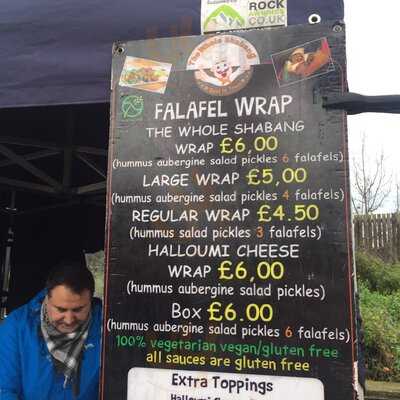 ROCK
CO.UK
The Whole Shabang
FALAFEL WRAP
THE WHOLE SHABANG
WRAP £6,00
(hummus aubergine salad pickles 6 falafels)
LARGE WRAP £5,00
(hummus aubergine salad pickles 4 falafels)
REGULAR WRAP £4.50
(hummus salad pickles 3 falafels)
HALLOUMI CHEESE
WRAP £6,00
(hummus aubergine salad pickles)
BOX £6.00
(hummus aubergine salad pickles 6 falafels)
100% vegetarian vegan/gluten free
all sauces are gluten free
Extra Toppings